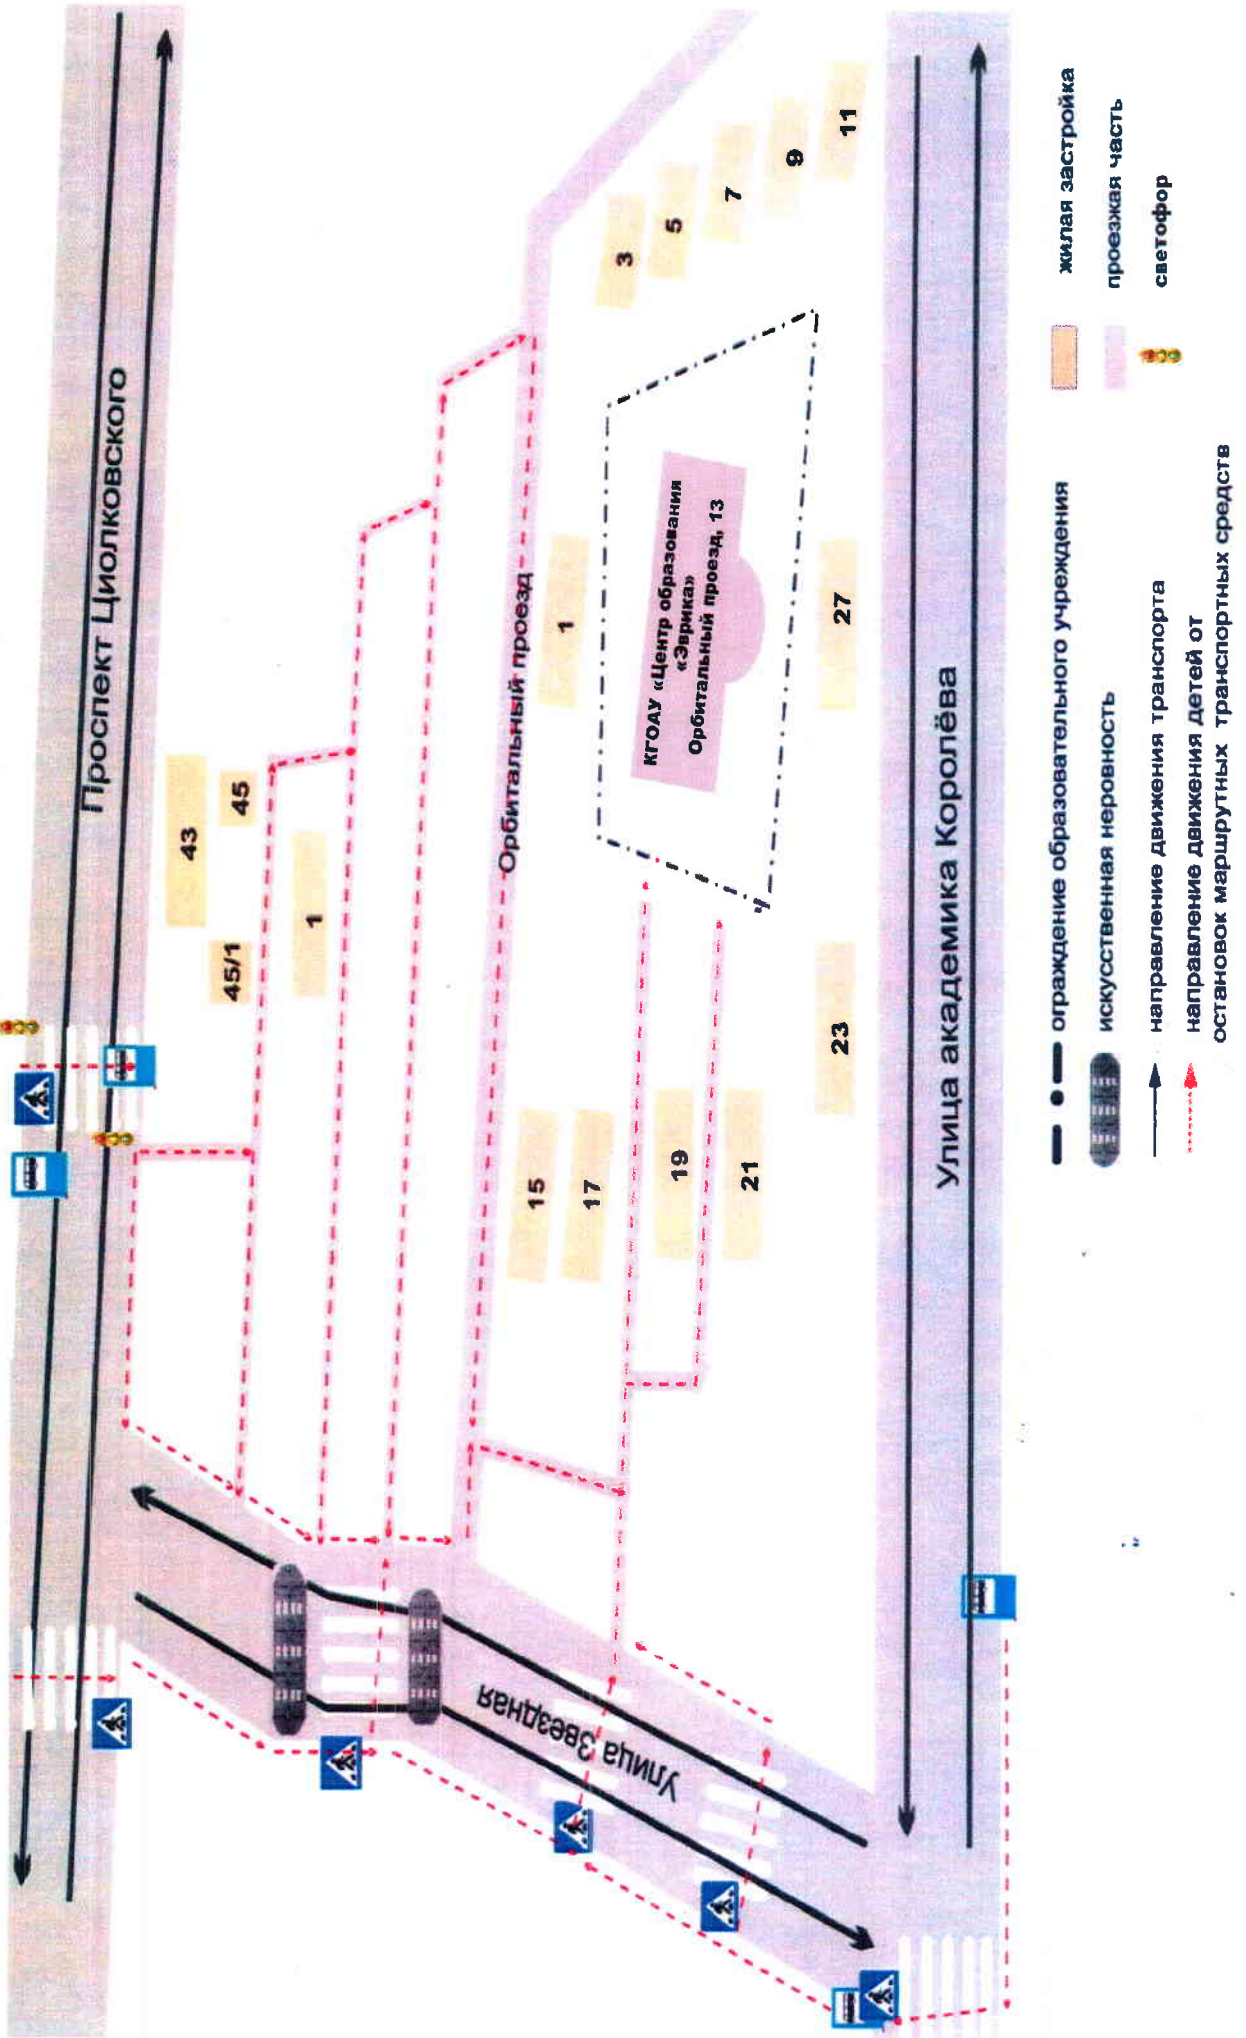 Проспект Циолковского
43
45
45/1
1
Орбитальный проезд
1
3
5
7
9
11
КГОАУ «Центр образования
«Эврика»
Орбитальный проезд, 13
15
17
19
21
23
27
Улица Звездная
Улица академика Королёва
ограждение образовательного учреждения
искусственная неровность
направление движения транспорта
направление движения детей от
остановок маршрутных транспортных средств
жилая застройка
проезжая часть
светофор